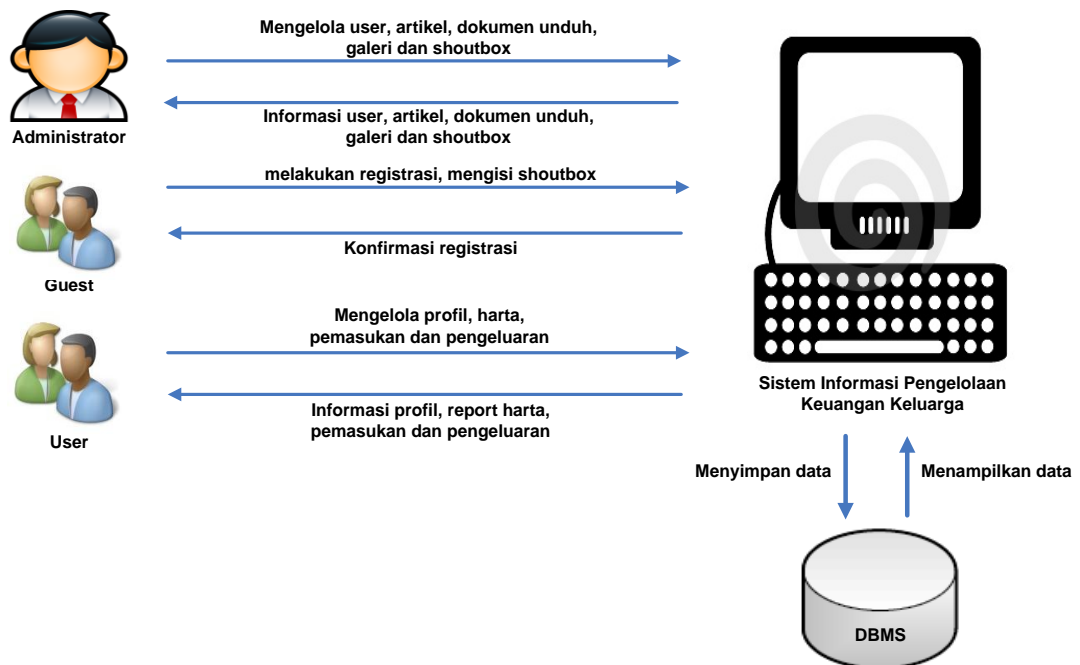 Mengelola user, artikel, dokumen unduh,
galeri dan shoutbox
Informasi user, artikel, dokumen unduh,
galeri dan shoutbox
Administrator
melakukan registrasi, mengisi shoutbox
Konfirmasi registrasi
Guest
Mengelola profil, harta,
pemasukan dan pengeluaran
Informasi profil, report harta,
pemasukan dan pengeluaran
User
Sistem Informasi Pengelolaan
Keuangan Keluarga
Menyimpan data
Menampilkan data
DBMS